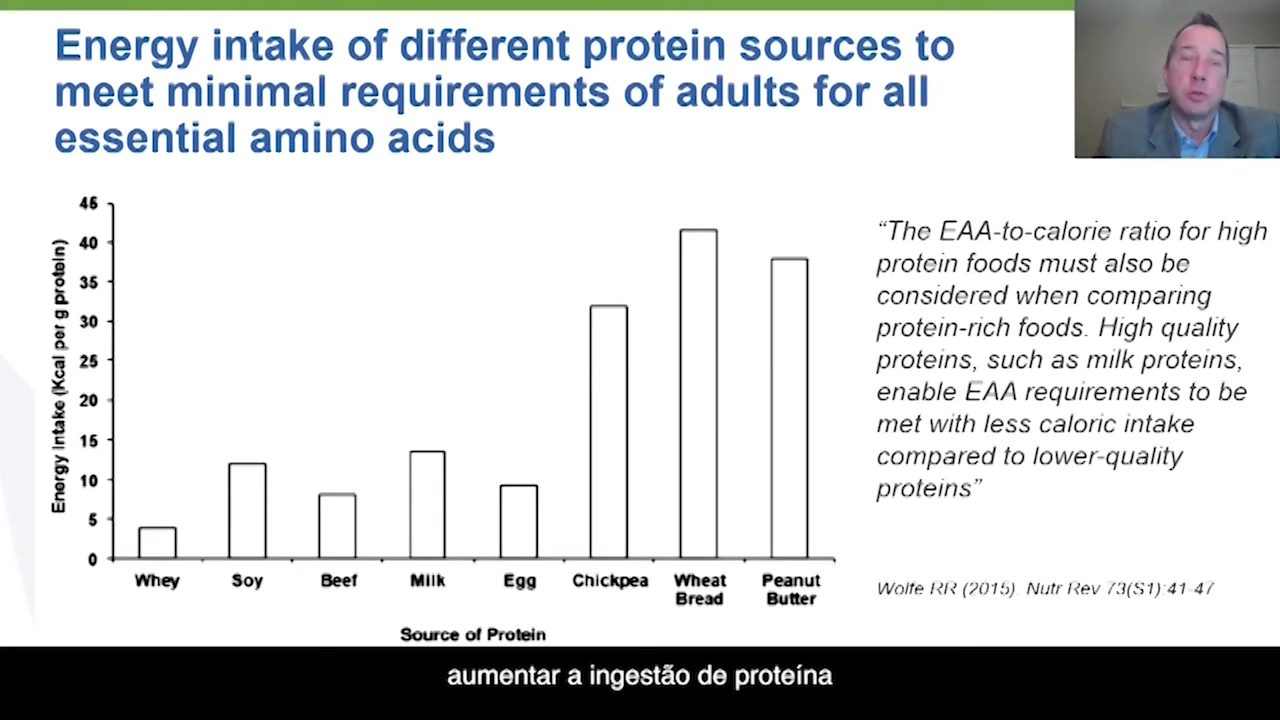 Energy intake of different protein sources to
meet minimal requirements of adults for all
essential amino acids
Energy Intake (Kcal per g protein)
45
40
35
30
25
20
15
10
5
0
Whey Soy Beef Milk Egg Chickpea Wheat Bread Peanut Butter
Source of Protein
“The EAA-to-calorie ratio for high
protein foods must also be
considered when comparing
protein-rich foods. High quality
proteins, such as milk proteins,
enable EAA requirements to be
met with less caloric intake
compared to lower-quality
proteins”
Wolfe RR (2015). Nutr Rev 73(S1):41-47
aumentar a ingestão de proteína